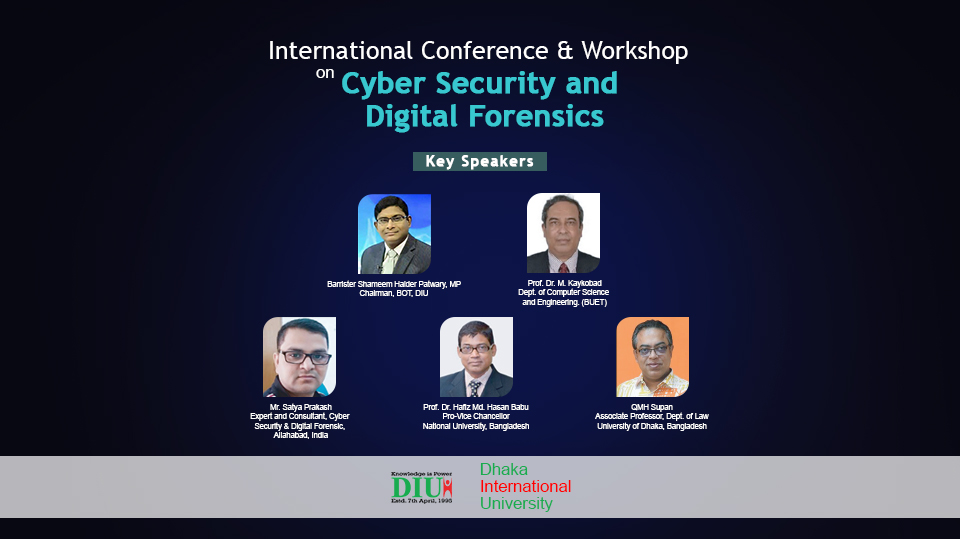 International Conference & Workshop
on Cyber Security and
Digital Forensics
Key Speakers
Barrister Shameem Haider Patwary, MP
Chairman, BOT, DIU
Prof. Dr. M. Kaykobad
Dept. of Computer Science
and Engineering. (BUET)
Mr. Satya Prakash
Expert and Consultant, Cyber
Security & Digital Forensic,
Allahabad, India
Prof. Dr. Hafiz Md. Hasan Babu
Pro-Vice Chancellor
National University, Bangladesh
QMH Supan
Associate Professor, Dept. of Law
University of Dhaka, Bangladesh
Knowledge is Power
DIU
Estd. 7th April, 1995
Dhaka
International
University